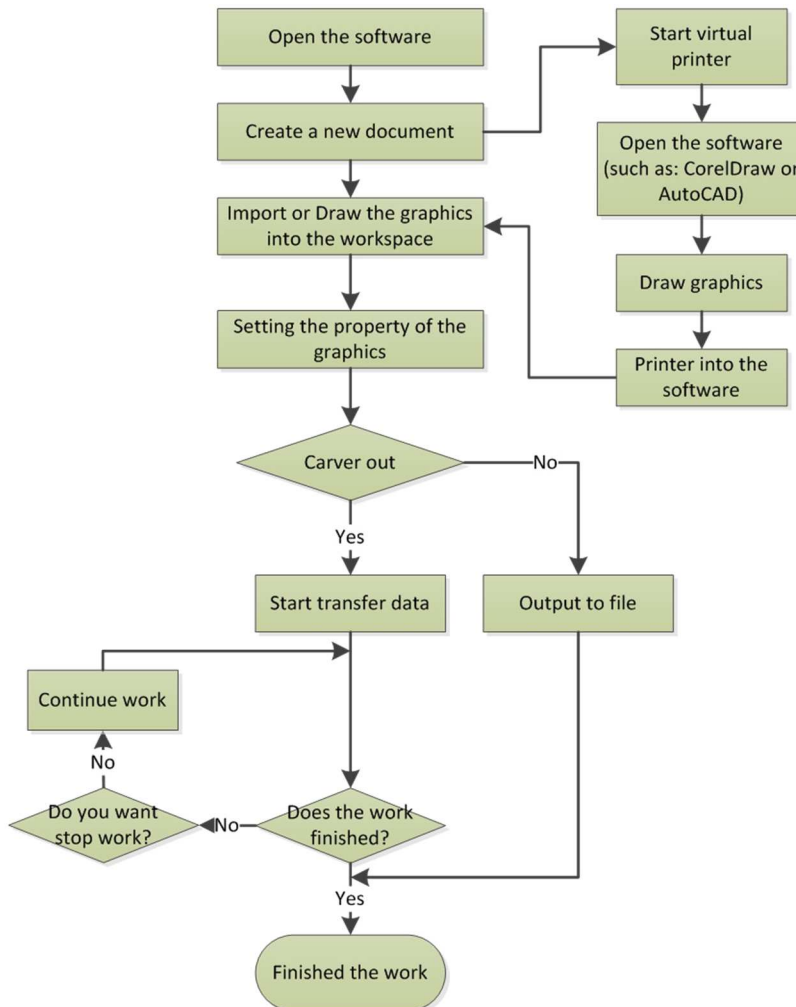 Open the software
Start virtual
printer
Create a new document
Open the software
(such as: CorelDraw or
AutoCAD)
Import or Draw the graphics
into the workspace
Draw graphics
Setting the property of the
graphics
Printer into the
software
Carver out
No
Yes
Start transfer data
Output to file
Continue work
No
Do you want
stop work?
No
Does the work
finished?
Yes
Finished the work